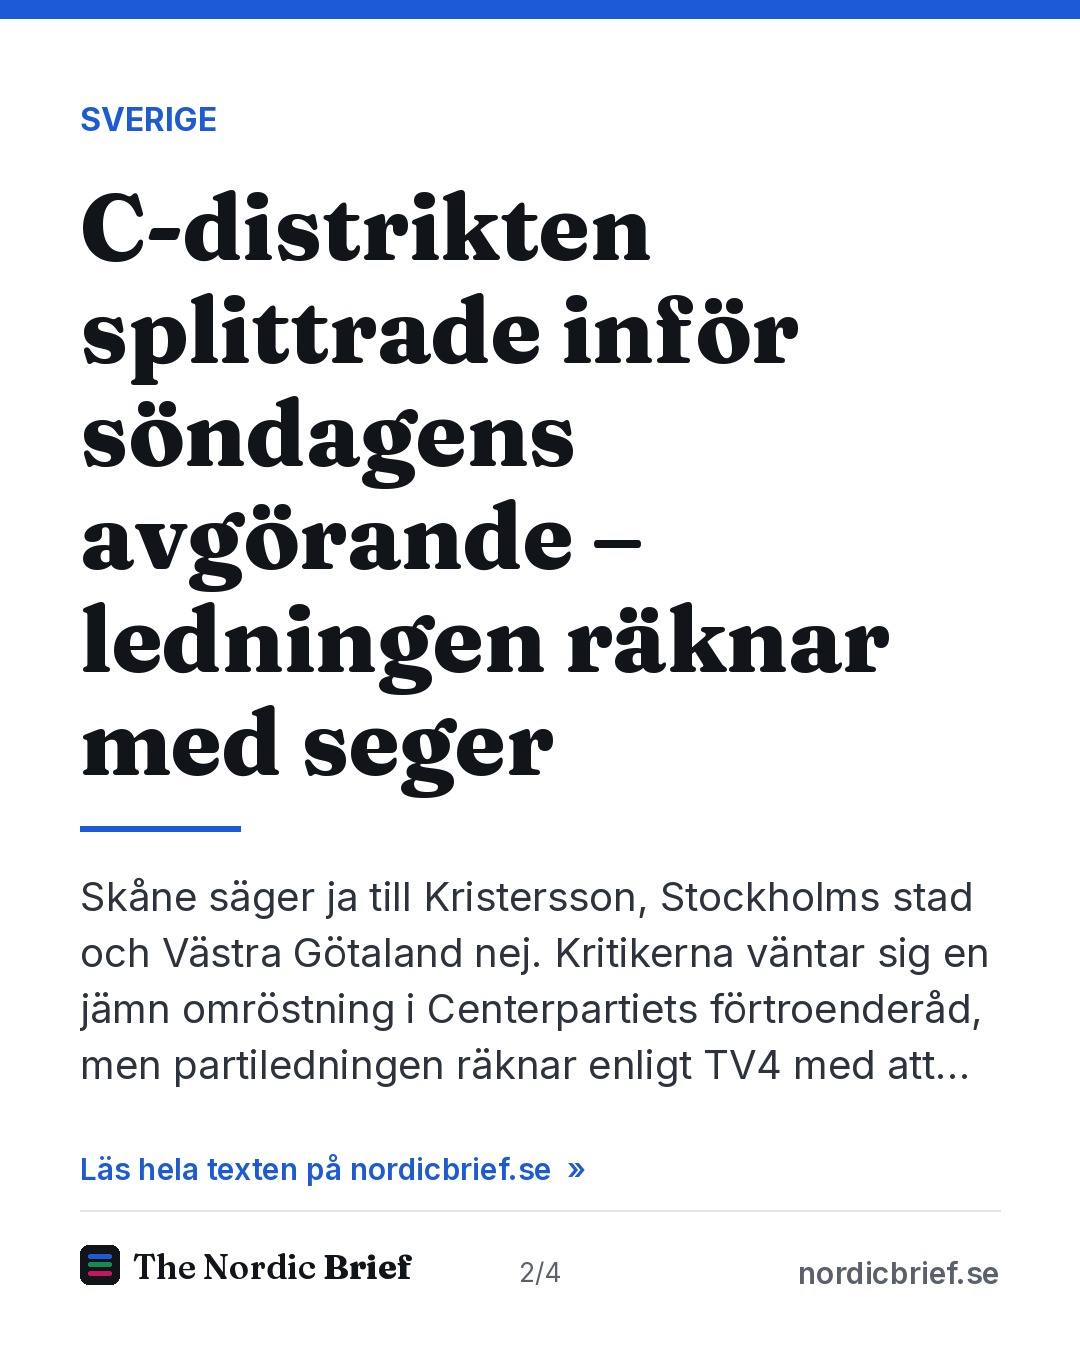 SVERIGE
C-distrikten
splittrade inför
söndagens
avgörande –
ledningen räknar
med seger
Skåne säger ja till Kristersson, Stockholms stad
och Västra Götaland nej. Kritikerna väntar sig en
jämn omröstning i Centerpartiets förtroenderåd,
men partiledningen räknar enligt TV4 med att…
Läs hela texten på nordicbrief.se »
The Nordic Brief
2/4
nordicbrief.se